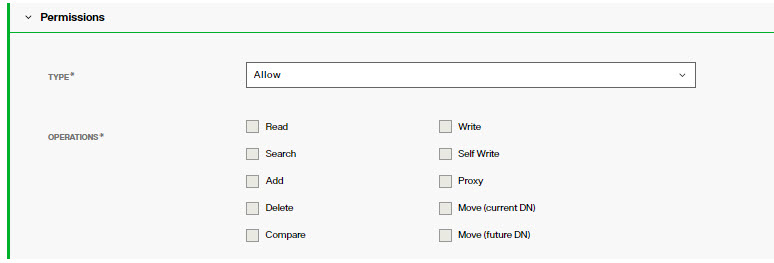 Permissions
TYPE*
Allow
OPERATIONS*
Read
Write
Search
Self Write
Add
Proxy
Delete
Move (current DN)
Compare
Move (future DN)